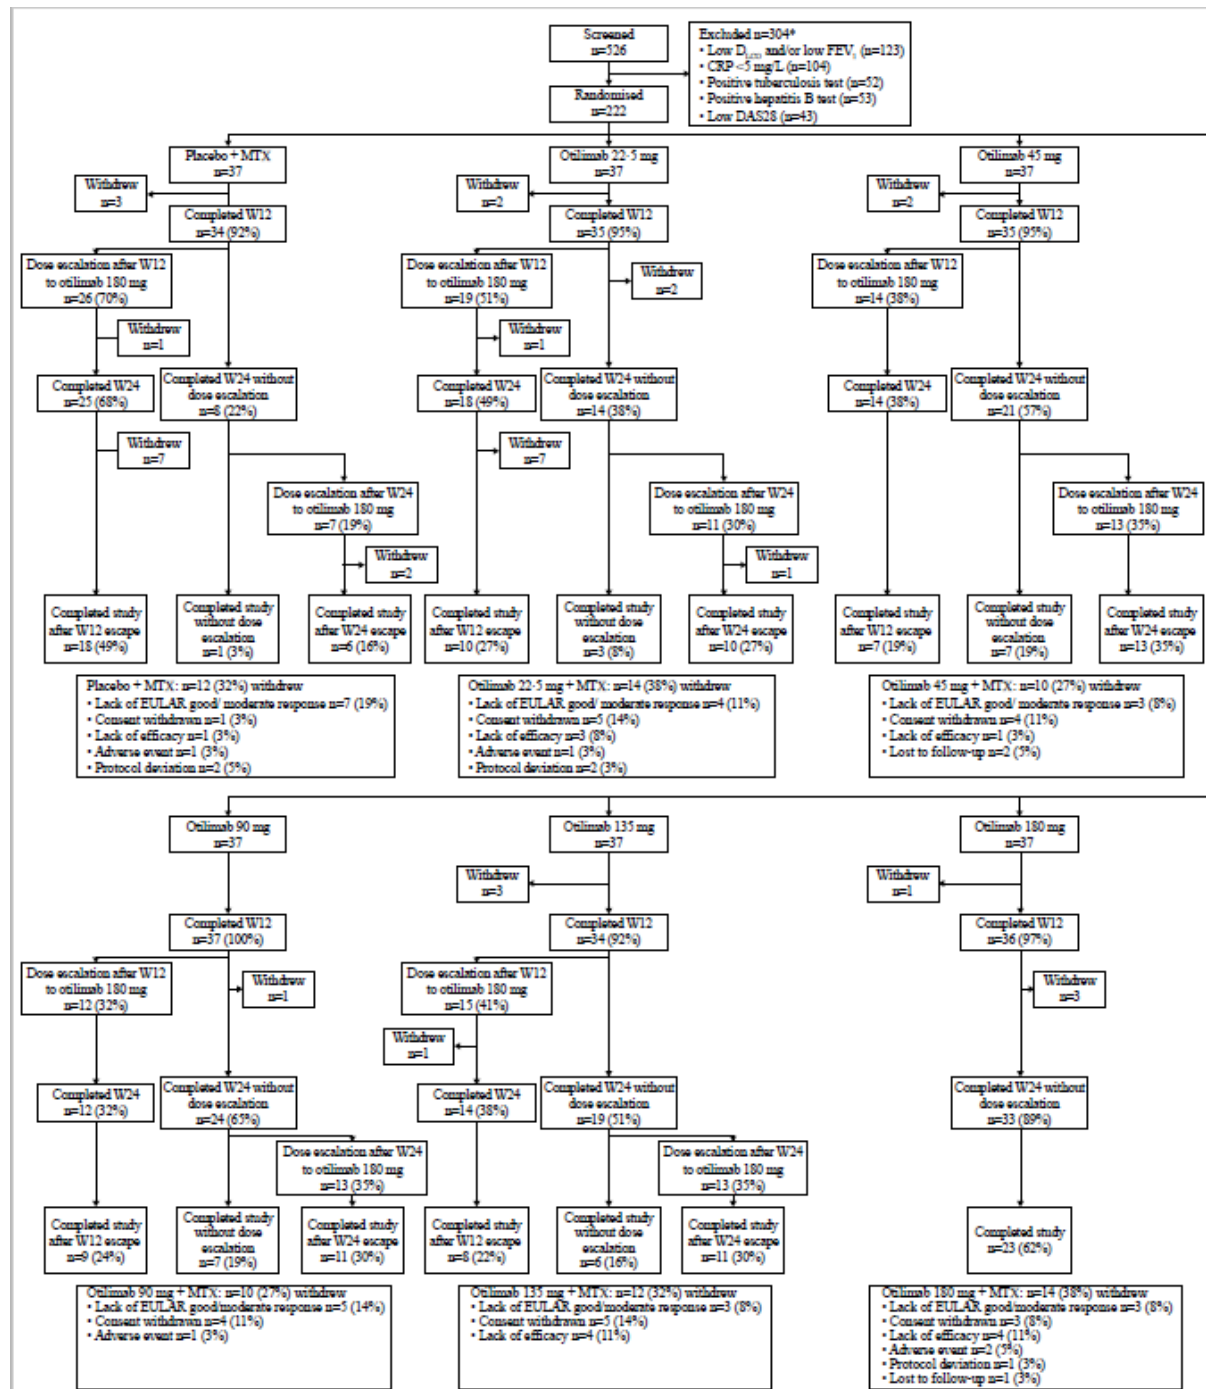 Screened
n=526
Excluded n=304*
• Low DLCO and/or low FEV1 (n=123)
• CRP <5 mg/L (n=104)
• Positive tuberculosis test (n=52)
• Positive hepatitis B test (n=53)
• Low DAS28 (n=43)
Randomised
n=222
Placebo + MTX
n=37
Otilimab 22·5 mg
n=37
Otilimab 45 mg
n=37
Withdrew
n=3
Withdrew
n=2
Withdrew
n=2
Completed W12
n=34 (92%)
Completed W12
n=35 (95%)
Completed W12
n=35 (95%)
Dose escalation after W12
to otilimab 180 mg
n=26 (70%)
Dose escalation after W12
to otilimab 180 mg
n=19 (51%)
Withdrew
n=2
Dose escalation after W12
to otilimab 180 mg
n=14 (38%)
Withdrew
n=1
Withdrew
n=1
Completed W24
n=25 (68%)
Completed W24 without
dose escalation
n=8 (22%)
Completed W24
n=18 (49%)
Completed W24 without
dose escalation
n=14 (38%)
Completed W24
n=14 (38%)
Completed W24 without
dose escalation
n=21 (57%)
Withdrew
n=7
Withdrew
n=7
Dose escalation after W24
to otilimab 180 mg
n=7 (19%)
Dose escalation after W24
to otilimab 180 mg
n=11 (30%)
Dose escalation after W24
to otilimab 180 mg
n=13 (35%)
Withdrew
n=2
Withdrew
n=1
Completed study
after W12 escape
n=18 (49%)
Completed study
without dose
escalation
n=1 (3%)
Completed study
after W24 escape
n=6 (16%)
Completed study
after W12 escape
n=10 (27%)
Completed study
without dose
escalation
n=3 (8%)
Completed study
after W24 escape
n=10 (27%)
Completed study
after W12 escape
n=7 (19%)
Completed study
without dose
escalation
n=7 (19%)
Completed study
after W24 escape
n=13 (35%)
Placebo + MTX: n=12 (32%) withdrew
• Lack of EULAR good/ moderate response n=7 (19%)
• Consent withdrawn n=1 (3%)
• Lack of efficacy n=1 (3%)
• Adverse event n=1 (3%)
• Protocol deviation n=2 (5%)
Otilimab 22·5 mg + MTX: n=14 (38%) withdrew
• Lack of EULAR good/ moderate response n=4 (11%)
• Consent withdrawn n=5 (14%)
• Lack of efficacy n=3 (8%)
• Adverse event n=1 (3%)
• Protocol deviation n=2 (3%)
Otilimab 45 mg + MTX: n=10 (27%) withdrew
• Lack of EULAR good/ moderate response n=3 (8%)
• Consent withdrawn n=4 (11%)
• Lack of efficacy n=1 (3%)
• Lost to follow-up n=2 (5%)
Otilimab 90 mg
n=37
Otilimab 135 mg
n=37
Otilimab 180 mg
n=37
Withdrew
n=3
Withdrew
n=1
Completed W12
n=37 (100%)
Completed W12
n=34 (92%)
Completed W12
n=36 (97%)
Dose escalation after W12
to otilimab 180 mg
n=12 (32%)
Withdrew
n=1
Dose escalation after W12
to otilimab 180 mg
n=15 (41%)
Withdrew
n=3
Withdrew
n=1
Completed W24
n=12 (32%)
Completed W24 without
dose escalation
n=24 (65%)
Completed W24
n=14 (38%)
Completed W24 without
dose escalation
n=19 (51%)
Completed W24 without
dose escalation
n=33 (89%)
Dose escalation after W24
to otilimab 180 mg
n=13 (35%)
Dose escalation after W24
to otilimab 180 mg
n=13 (35%)
Completed study
after W12 escape
n=9 (24%)
Completed study
without dose
escalation
n=7 (19%)
Completed study
after W24 escape
n=11 (30%)
Completed study
after W12 escape
n=8 (22%)
Completed study
without dose
escalation
n=6 (16%)
Completed study
after W24 escape
n=11 (30%)
Completed study
n=23 (62%)
Otilimab 90 mg + MTX: n=10 (27%) withdrew
• Lack of EULAR good/moderate response n=5 (14%)
• Consent withdrawn n=4 (11%)
• Adverse event n=1 (3%)
Otilimab 135 mg + MTX: n=12 (32%) withdrew
• Lack of EULAR good/moderate response n=3 (8%)
• Consent withdrawn n=5 (14%)
• Lack of efficacy n=4 (11%)
Otilimab 180 mg + MTX: n=14 (38%) withdrew
• Lack of EULAR good/moderate response n=3 (8%)
• Consent withdrawn n=3 (8%)
• Lack of efficacy n=4 (11%)
• Adverse event n=2 (5%)
• Protocol deviation n=1 (3%)
• Lost to follow-up n=1 (3%)